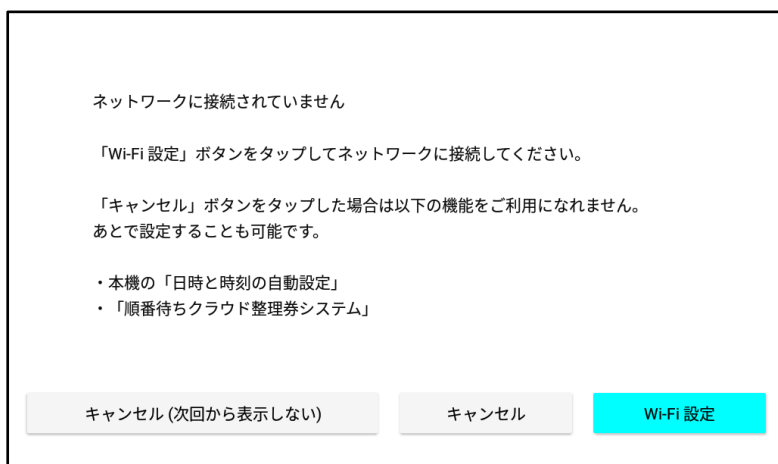 ネットワークに接続されていません
「Wi-Fi 設定」ボタンをタップしてネットワークに接続してください。
「キャンセル」ボタンをタップした場合は以下の機能をご利用になれません。
あとで設定することも可能です。
・本機の「日時と時刻の自動設定」
・「順番待ちクラウド整理券システム」
キャンセル (次回から表示しない)
キャンセル
Wi-Fi 設定